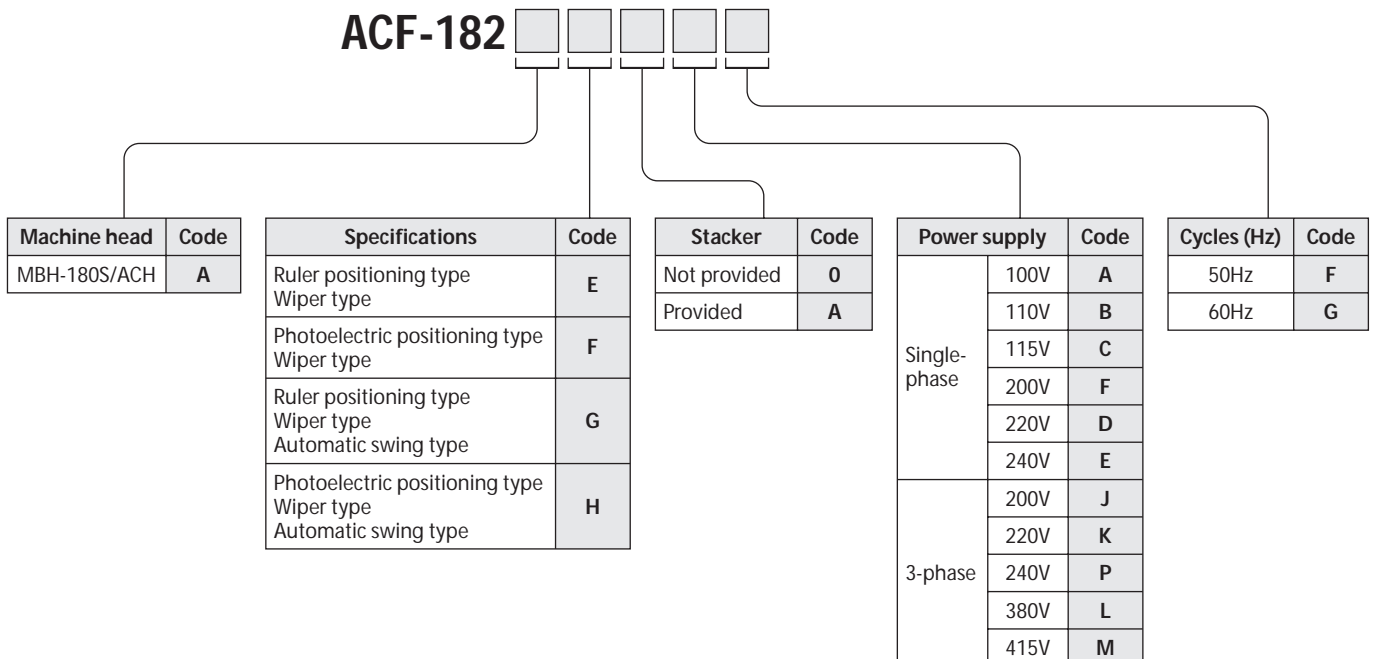 ACF-182
Machine head Code
MBH-180S/ACH A
Specifications Code
Ruler positioning type
Wiper type
E
Photoelectric positioning type
Wiper type
F
Ruler positioning type
Wiper type
Automatic swing type
G
Photoelectric positioning type
Wiper type
Automatic swing type
H
Stacker Code
Not provided 0
Provided A
Power supply Code
Single-
phase
100V A
110V B
115V C
200V F
220V D
240V E
3-phase
200V J
220V K
240V P
380V L
415V M
Cycles (Hz) Code
50Hz F
60Hz G